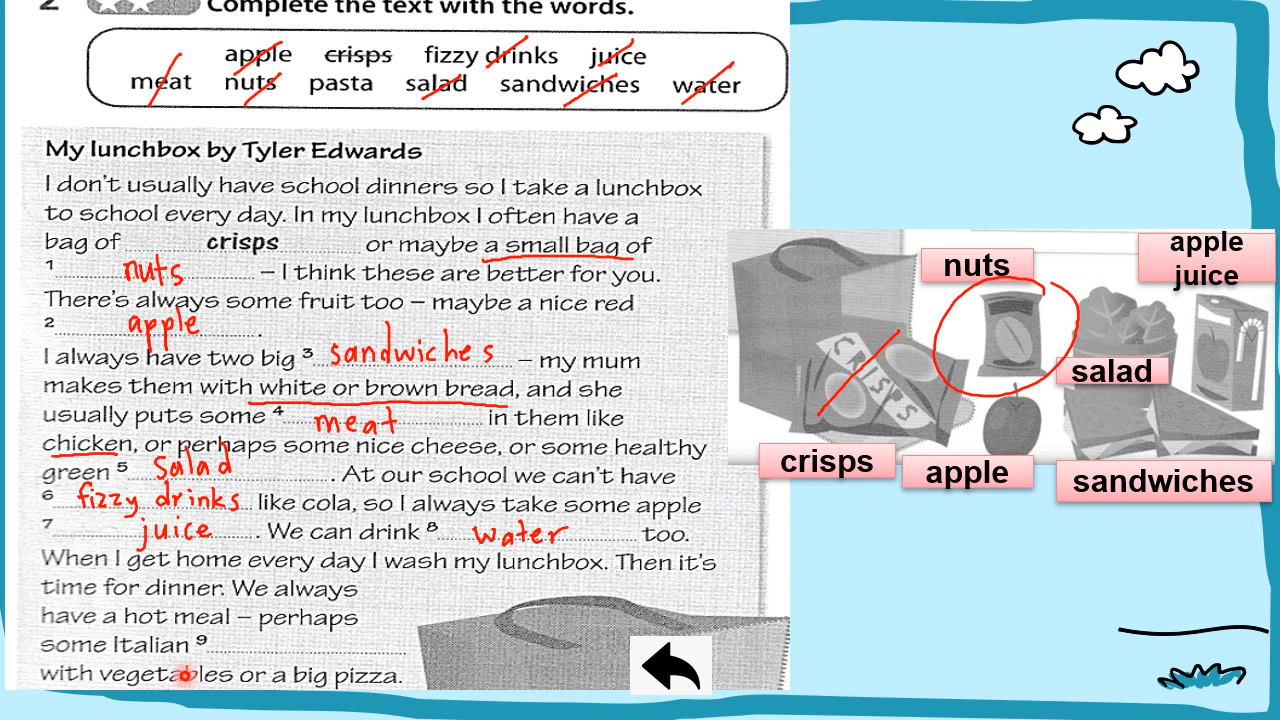 2 Complete the text with the words.
apple crisps fizzy drinks juice
meat nuts pasta salad sandwiches water
My lunchbox by Tyler Edwards
I don't usually have school dinners so I take a lunchbox
to school every day. In my lunchbox I often have a
bag of crisps or maybe a small bag of
1 nuts – I think these are better for you.
There's always some fruit too – maybe a nice red
2 apple .
I always have two big 3 sandwiches – my mum
makes them with white or brown bread, and she
usually puts some 4 meat in them like
chicken, or perhaps some nice cheese, or some healthy
green 5 salad . At our school we can't have
6 fizzy drinks like cola, so I always take some apple
7 juice . We can drink 8 water too.
When I get home every day I wash my lunchbox. Then it's
time for dinner. We always
have a hot meal – perhaps
some Italian 9
with vegetables or a big pizza.
nuts
apple
juice
CRISPS
salad
crisps
apple
sandwiches